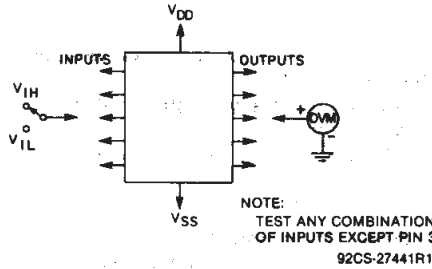 VDD
INPUTS
OUTPUTS
VIH
VIL
+
DVM
-
VSS
NOTE:
TEST ANY COMBINATION
OF INPUTS EXCEPT PIN 3
92CS-27441R1